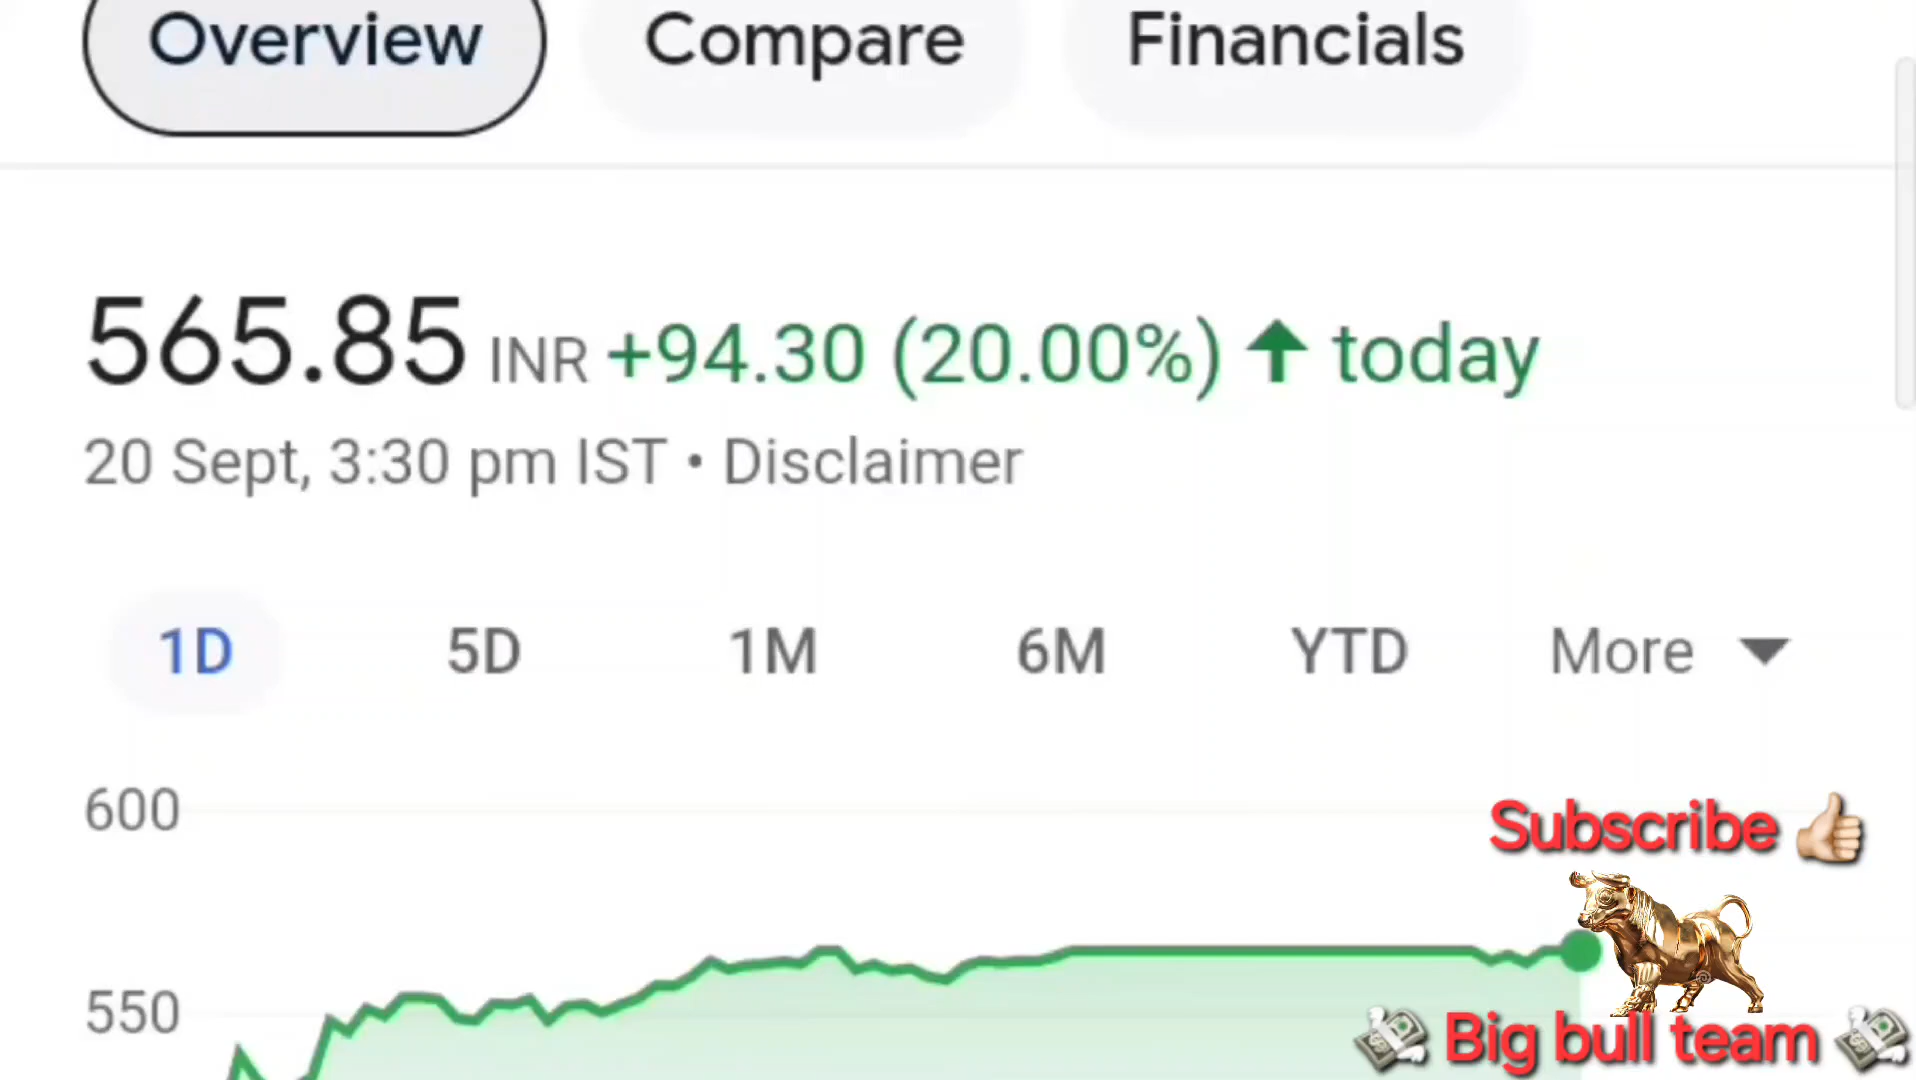 Overview Compare Financials
565.85 INR +94.30 (20.00%) ↑ today
20 Sept, 3:30 pm IST • Disclaimer
1D 5D 1M 6M YTD More
600
Subscribe 👍🏻
550
💸 Big bull team 💸